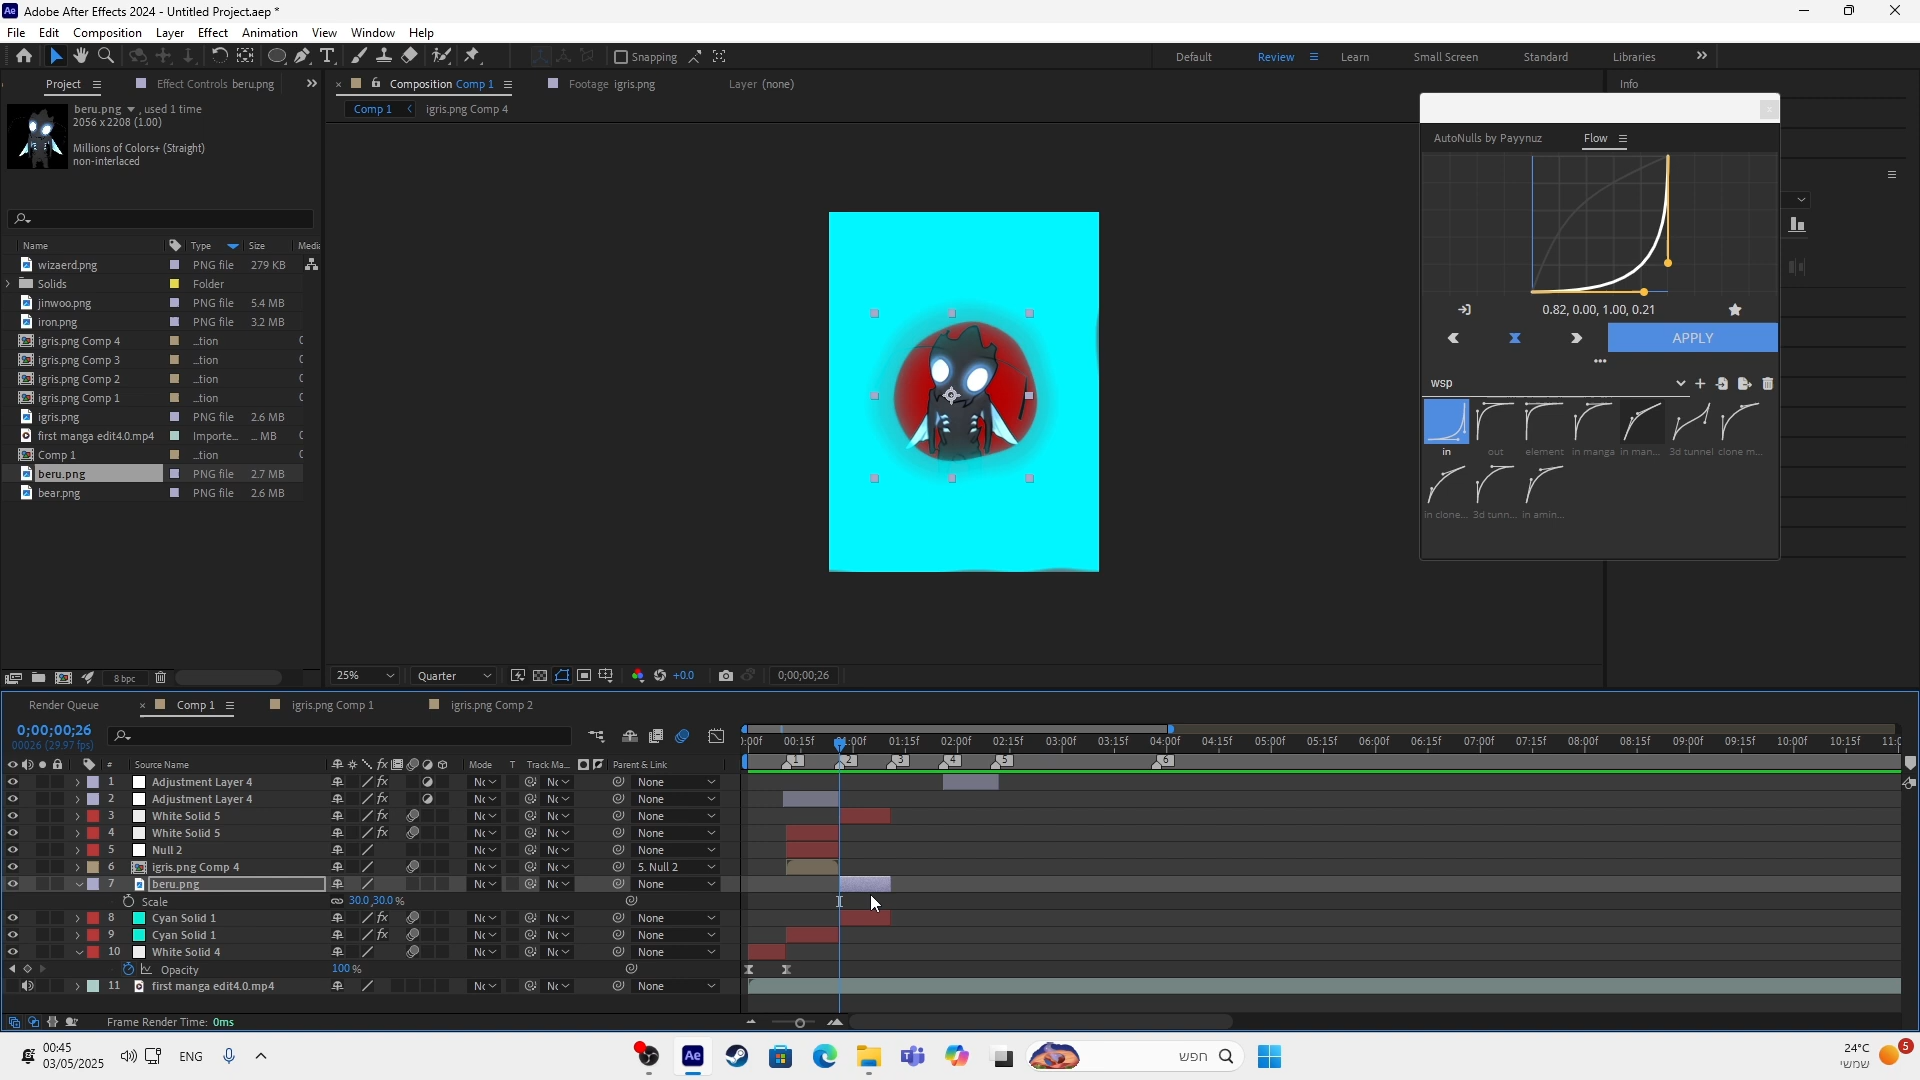 Adobe After Effects 2024 - Untitled Project.aep *
File Edit Composition Layer Effect Animation View Window Help
Snapping
Default Review Learn Small Screen Standard Libraries
Project Effect Controls beru.png
Composition Comp 1 Footage igris.png Layer (none)
Info
Comp 1 igris.png Comp 4
beru.png , used 1 time
2056 x 2208 (1.00)
Millions of Colors+ (Straight)
non-interlaced
AutoNulls by Payynuz Flow
0.82, 0.00, 1.00, 0.21
APPLY
wsp
in out element in manga in man... 3d tunnel clone m...
in clone... 3d tunn... in amin...
Name Type Size Media
wizaerd.png PNG file 279 KB
Solids Folder
jinwoo.png PNG file 5.4 MB
iron.png PNG file 3.2 MB
igris.png Comp 4 ...tion
igris.png Comp 3 ...tion
igris.png Comp 2 ...tion
igris.png Comp 1 ...tion
igris.png PNG file 2.6 MB
first manga edit4.0.mp4 Importe... ... MB
Comp 1 ...tion
beru.png PNG file 2.7 MB
bear.png PNG file 2.6 MB
8 bpc
25% Quarter +0.0 0;00;00;26
Render Queue Comp 1 igris.png Comp 1 igris.png Comp 2
0;00;00;26
00026 (29.97 fps)
:00f 00:15f 01:00f 01:15f 02:00f 02:15f 03:00f 03:15f 04:00f 04:15f 05:00f 05:15f 06:00f 06:15f 07:00f 07:15f 08:00f 08:15f 09:00f 09:15f 10:00f 10:15f 11:0
1 2 3 4 5 6
# Source Name Mode T Track Ma... Parent & Link
1 Adjustment Layer 4 Nc Nc None
2 Adjustment Layer 4 Nc Nc None
3 White Solid 5 Nc Nc None
4 White Solid 5 Nc Nc None
5 Null 2 Nc Nc None
6 igris.png Comp 4 Nc Nc 5. Null 2
7 beru.png Nc Nc None
Scale 30.0,30.0 %
8 Cyan Solid 1 Nc Nc None
9 Cyan Solid 1 Nc Nc None
10 White Solid 4 Nc Nc None
Opacity 100 %
11 first manga edit4.0.mp4 Nc Nc None
Frame Render Time: 0ms
00:45
03/05/2025
ENG
חפש
24°C
שמשי
5